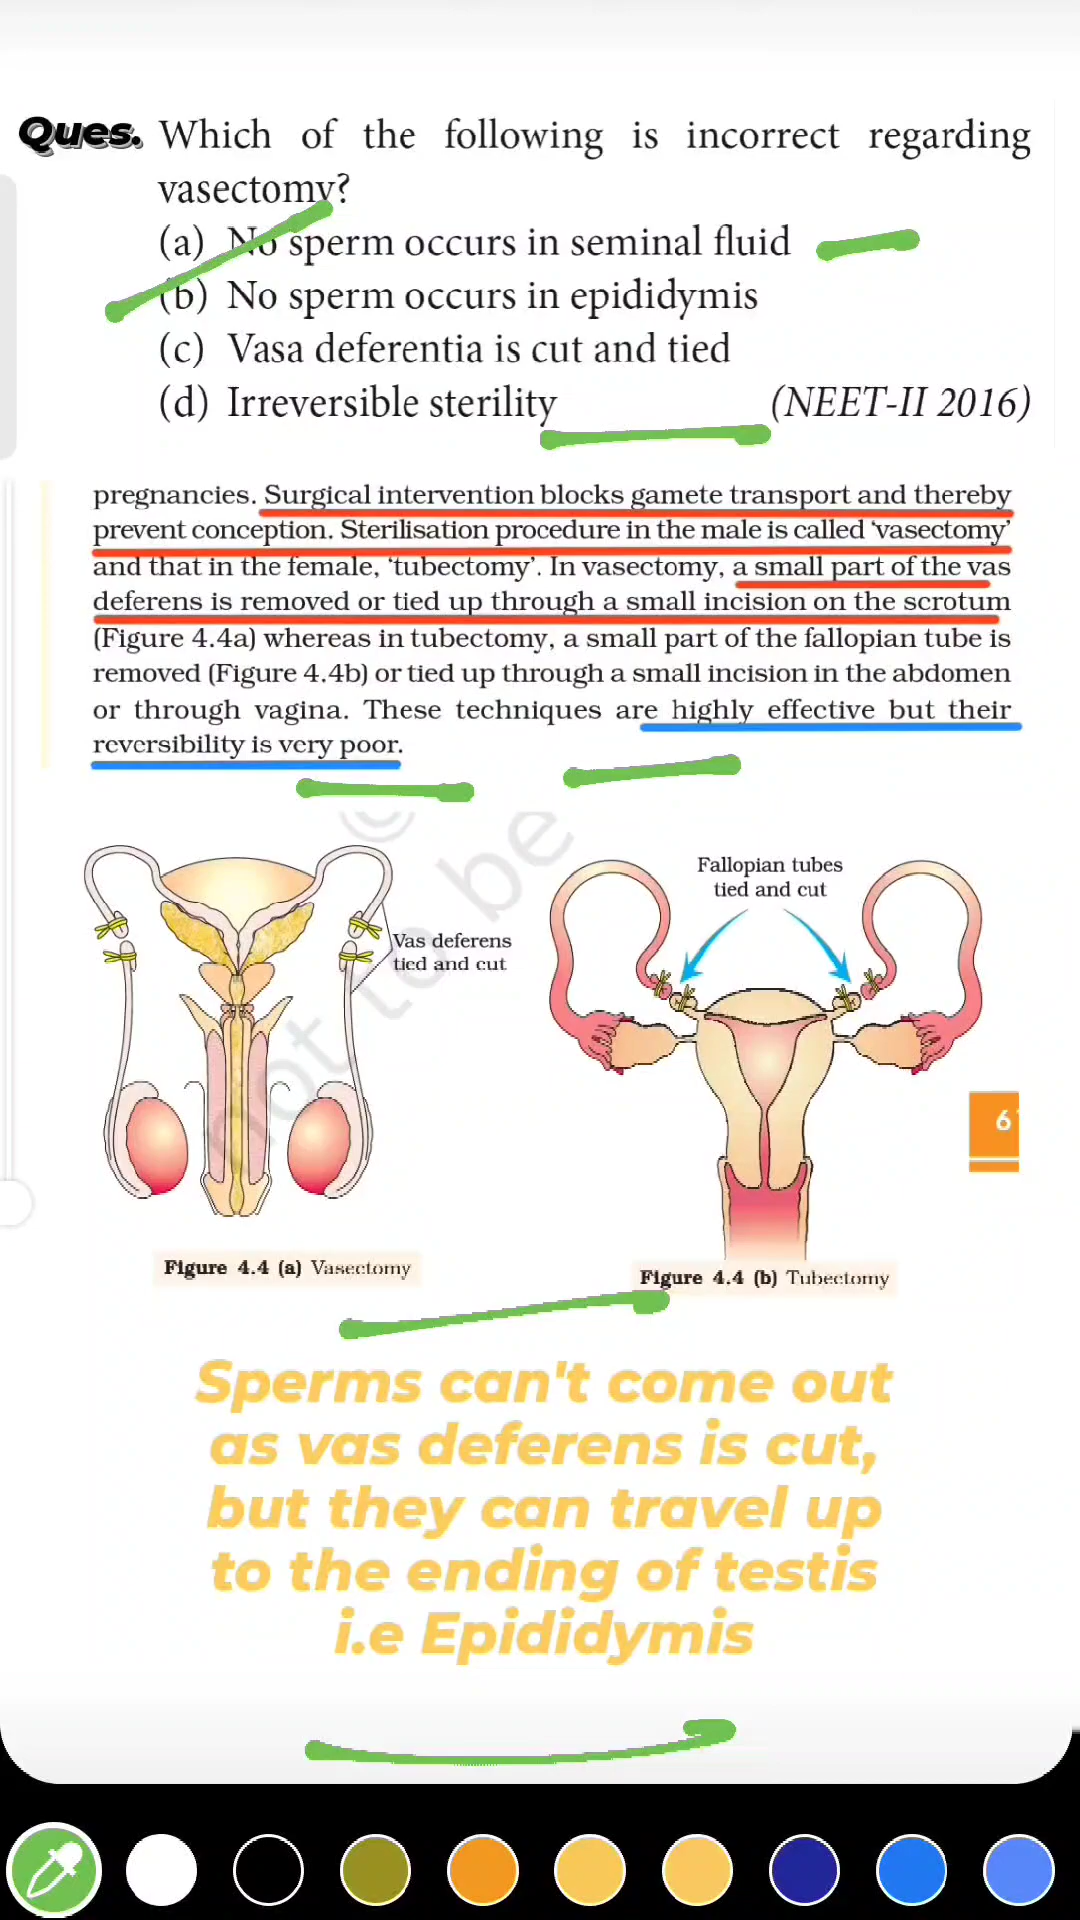 Ques. Which of the following is incorrect regarding
vasectomy?
(a) No sperm occurs in seminal fluid
(b) No sperm occurs in epididymis
(c) Vasa deferentia is cut and tied
(d) Irreversible sterility (NEET-II 2016)
pregnancies. Surgical intervention blocks gamete transport and thereby
prevent conception. Sterilisation procedure in the male is called ‘vasectomy’
and that in the female, ‘tubectomy’. In vasectomy, a small part of the vas
deferens is removed or tied up through a small incision on the scrotum
(Figure 4.4a) whereas in tubectomy, a small part of the fallopian tube is
removed (Figure 4.4b) or tied up through a small incision in the abdomen
or through vagina. These techniques are highly effective but their
reversibility is very poor.
©
not to be
Vas deferens
tied and cut
Fallopian tubes
tied and cut
6
Figure 4.4 (a) Vasectomy
Figure 4.4 (b) Tubectomy
Sperms can't come out
as vas deferens is cut,
but they can travel up
to the ending of testis
i.e Epididymis